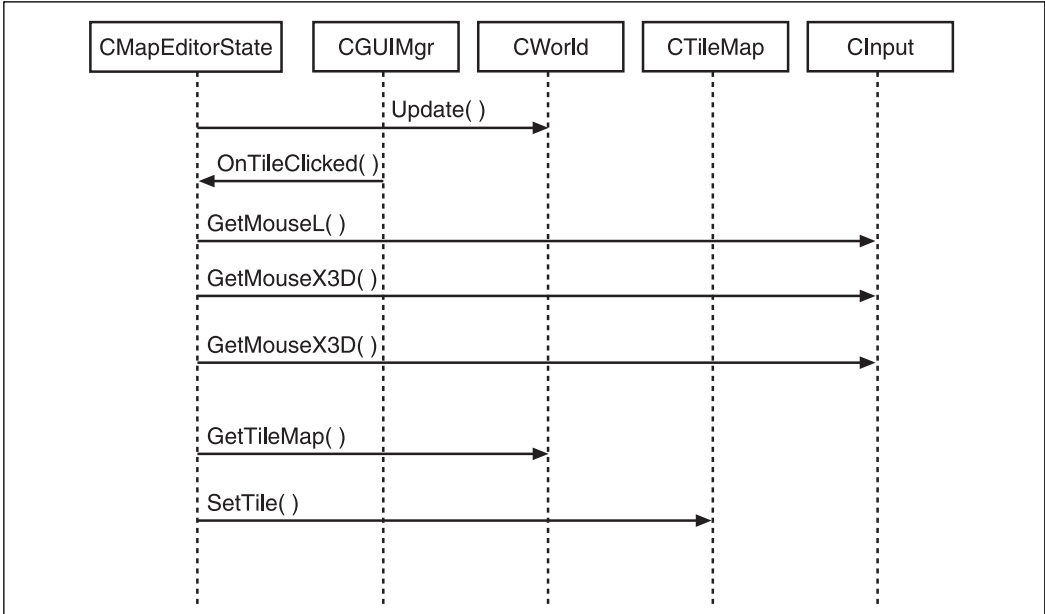 CMapEditorState CGUIMgr CWorld CTileMap CInput
Update( )
OnTileClicked( )
GetMouseL( )
GetMouseX3D( )
GetMouseX3D( )
GetTileMap( )
SetTile( )